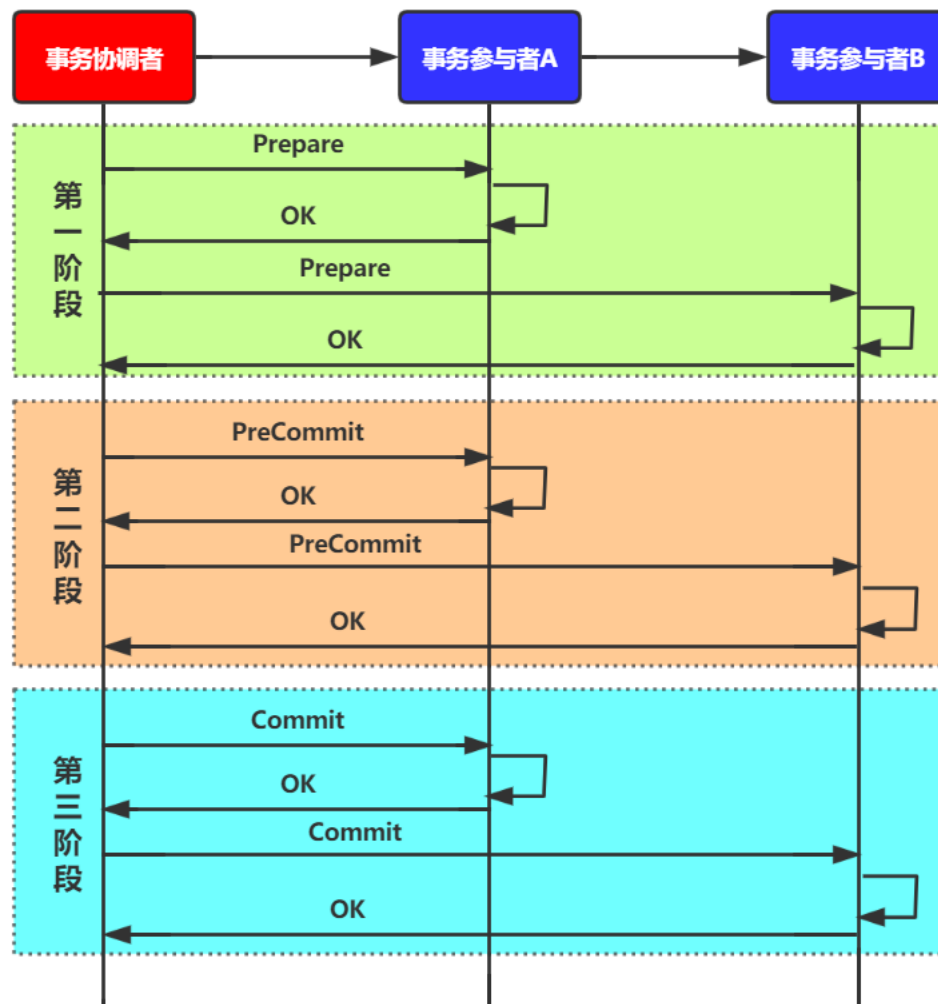 事务协调者
事务参与者A
事务参与者B
第一阶段
Prepare
OK
Prepare
OK
第二阶段
PreCommit
OK
PreCommit
OK
第三阶段
Commit
OK
Commit
OK